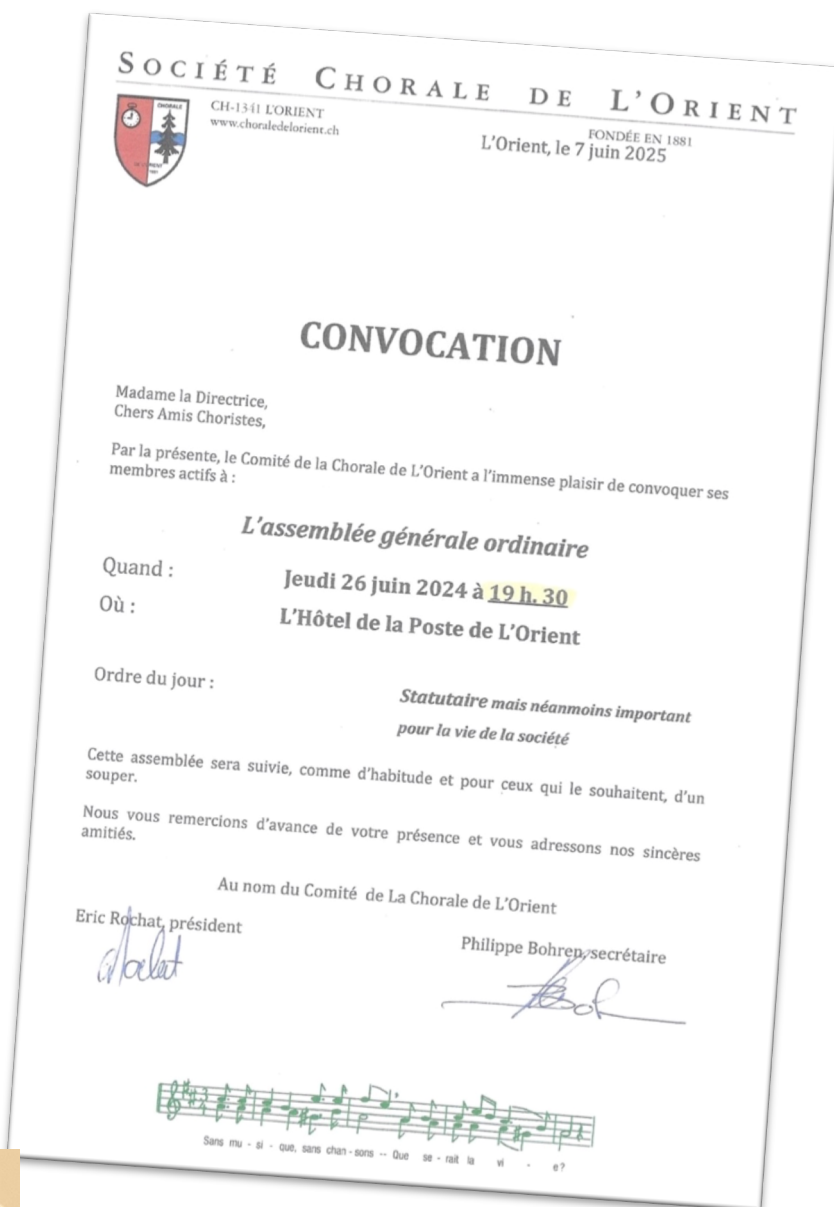 SOCIÉTÉ CHORALE DE L'ORIENT
CH-1341 L'ORIENT
www.choraledelorient.ch
FONDÉE EN 1881
L'Orient, le 7 juin 2025
CHORALE
CONVOCATION
Madame la Directrice,
Chers Amis Choristes,
Par la présente, le Comité de la Chorale de L'Orient a l'immense plaisir de convoquer ses
membres actifs à :
L'assemblée générale ordinaire
Quand :
Jeudi 26 juin 2024 à 19 h. 30
Où :
L'Hôtel de la Poste de L'Orient
Ordre du jour :
Statutaire mais néanmoins important
pour la vie de la société
Cette assemblée sera suivie, comme d'habitude et pour ceux qui le souhaitent, d'un
souper.
Nous vous remercions d'avance de votre présence et vous adressons nos sincères
amitiés.
Au nom du Comité de La Chorale de L'Orient
Eric Rochat, président
Philippe Bohren, secrétaire
Sans mu - si - que, sans chan - sons -- Que se - rait la vi - e?